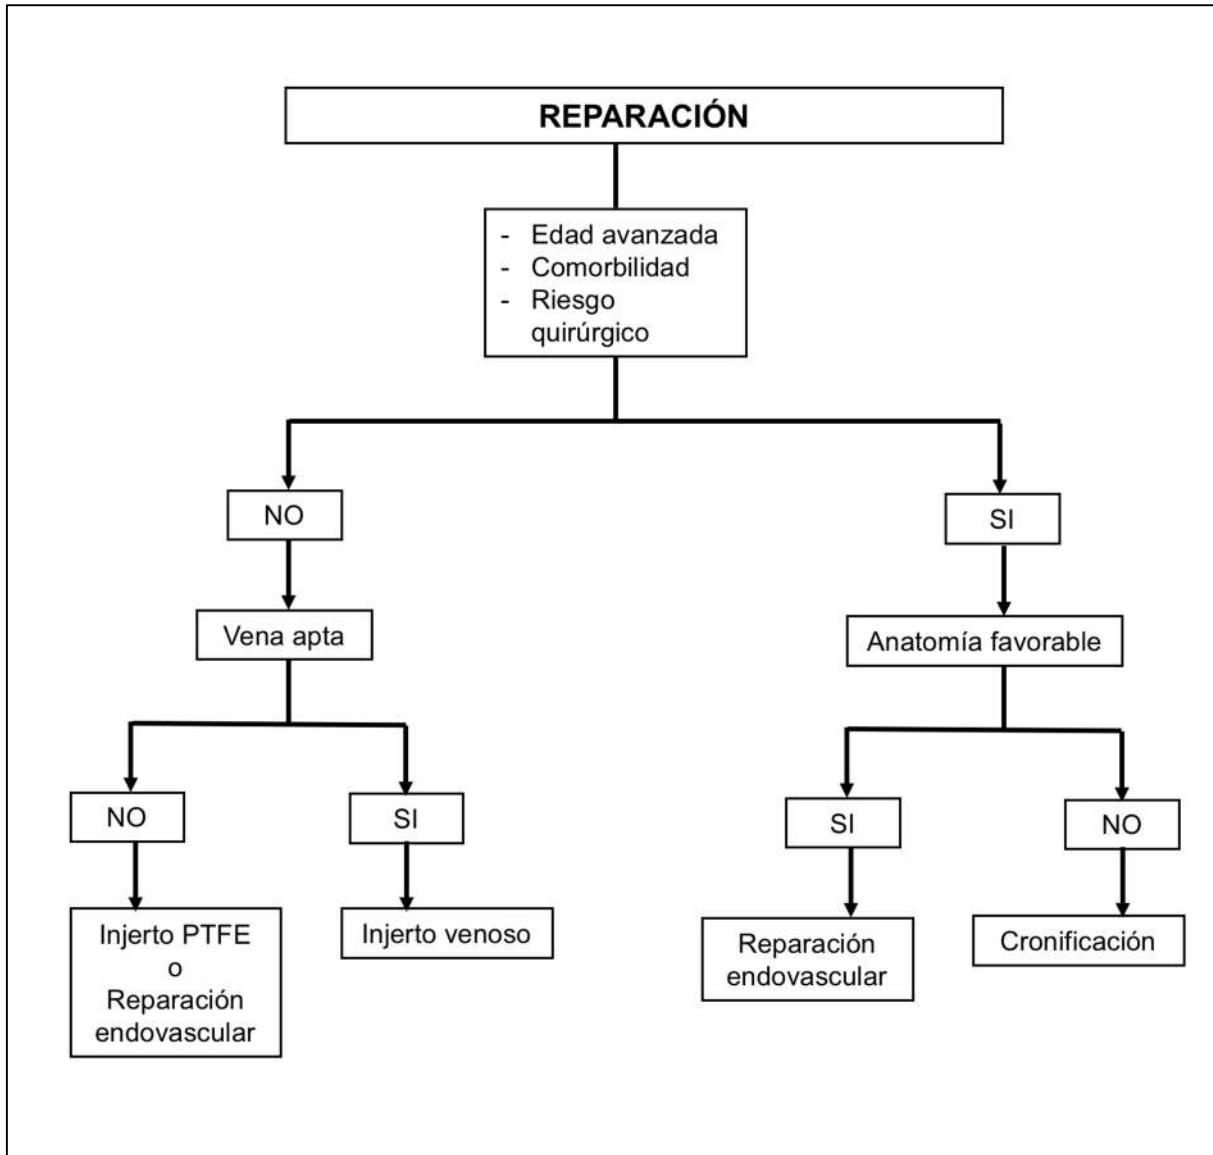 REPARACIÓN
- Edad avanzada
- Comorbilidad
- Riesgo
quirúrgico
NO
SI
Vena apta
Anatomía favorable
NO
SI
SI
NO
Injerto PTFE
o
Reparación
endovascular
Injerto venoso
Reparación
endovascular
Cronificación